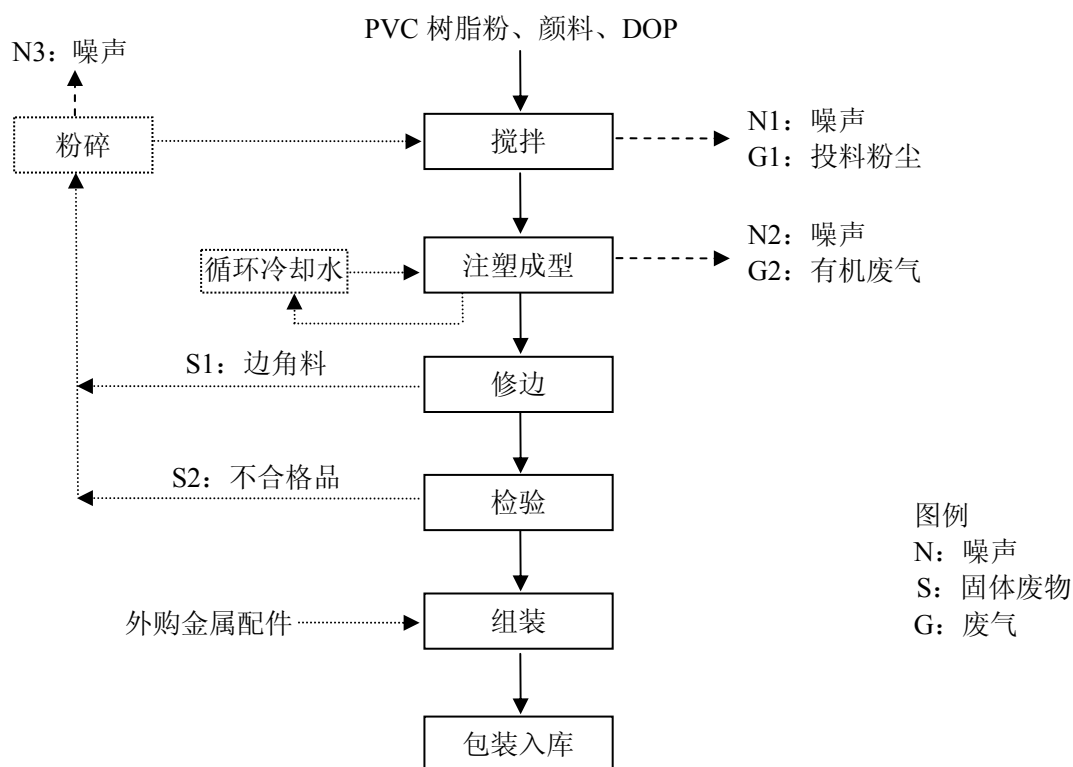 PVC 树脂粉、颜料、DOP
N3：噪声
粉碎
搅拌
N1：噪声
G1：投料粉尘
循环冷却水
注塑成型
N2：噪声
G2：有机废气
S1：边角料
修边
S2：不合格品
检验
图例
N：噪声
S：固体废物
G：废气
外购金属配件
组装
包装入库